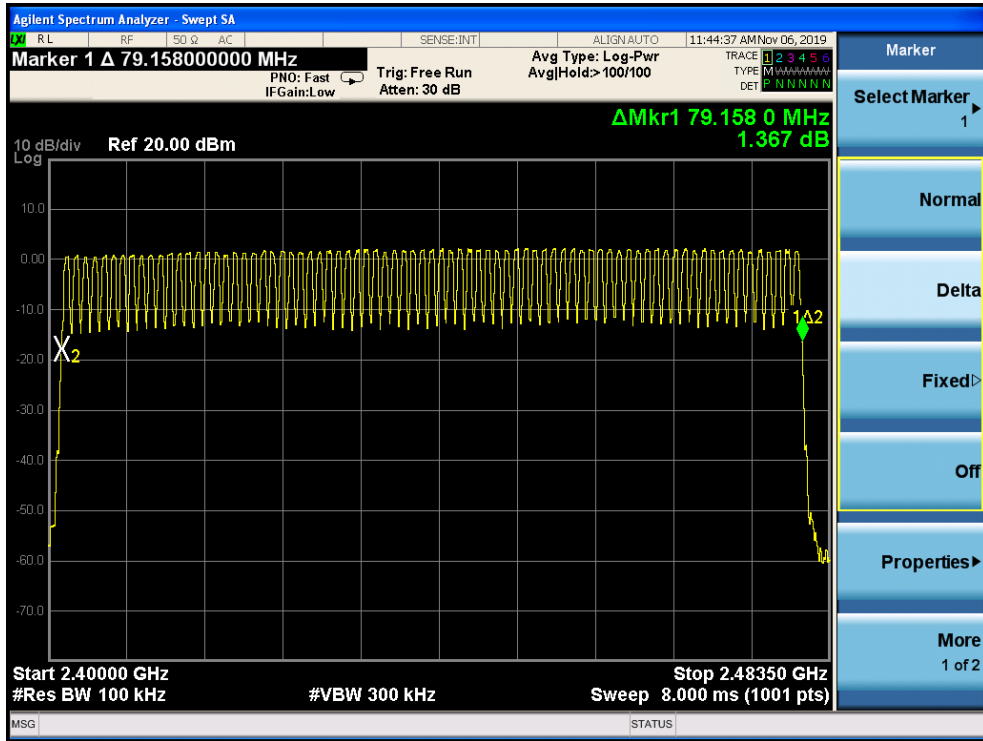 Agilent Spectrum Analyzer - Swept SA
LXI RL RF 50 Ω AC SENSE:INT ALIGN AUTO 11:44:37 AM Nov 06, 2019
Marker 1 Δ 79.158000000 MHz
PNO: Fast
IFGain:Low
Trig: Free Run
Atten: 30 dB
Avg Type: Log-Pwr
Avg|Hold:> 100/100
TRACE 1 2 3 4 5 6
TYPE M W W W W W
DET P N N N N N
ΔMkr1 79.158 0 MHz
1.367 dB
10 dB/div Ref 20.00 dBm
Log
10.0
0.00
-10.0
-20.0
-30.0
-40.0
-50.0
-60.0
-70.0
2
1Δ2
Start 2.40000 GHz Stop 2.48350 GHz
#Res BW 100 kHz #VBW 300 kHz Sweep 8.000 ms (1001 pts)
MSG STATUS
Marker
Select Marker
1
Normal
Delta
Fixed
Off
Properties
More
1 of 2